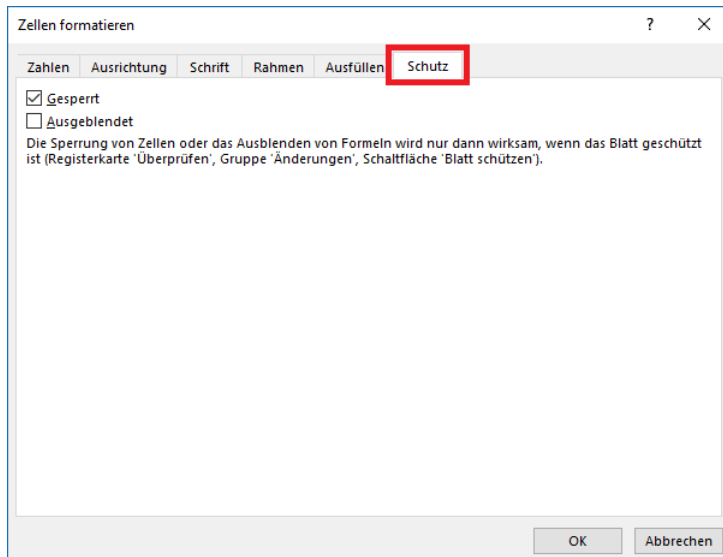 Zellen formatieren ? ×
Zahlen Ausrichtung Schrift Rahmen Ausfüllen Schutz
Gesperrt
Ausgeblendet
Die Sperrung von Zellen oder das Ausblenden von Formeln wird nur dann wirksam, wenn das Blatt geschützt
ist (Registerkarte 'Überprüfen', Gruppe 'Änderungen', Schaltfläche 'Blatt schützen').
OK Abbrechen